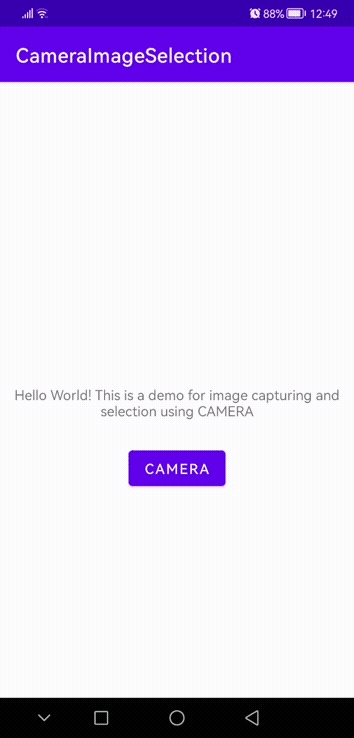 88% 12:49
CameraImageSelection
Hello World! This is a demo for image capturing and
selection using CAMERA
CAMERA